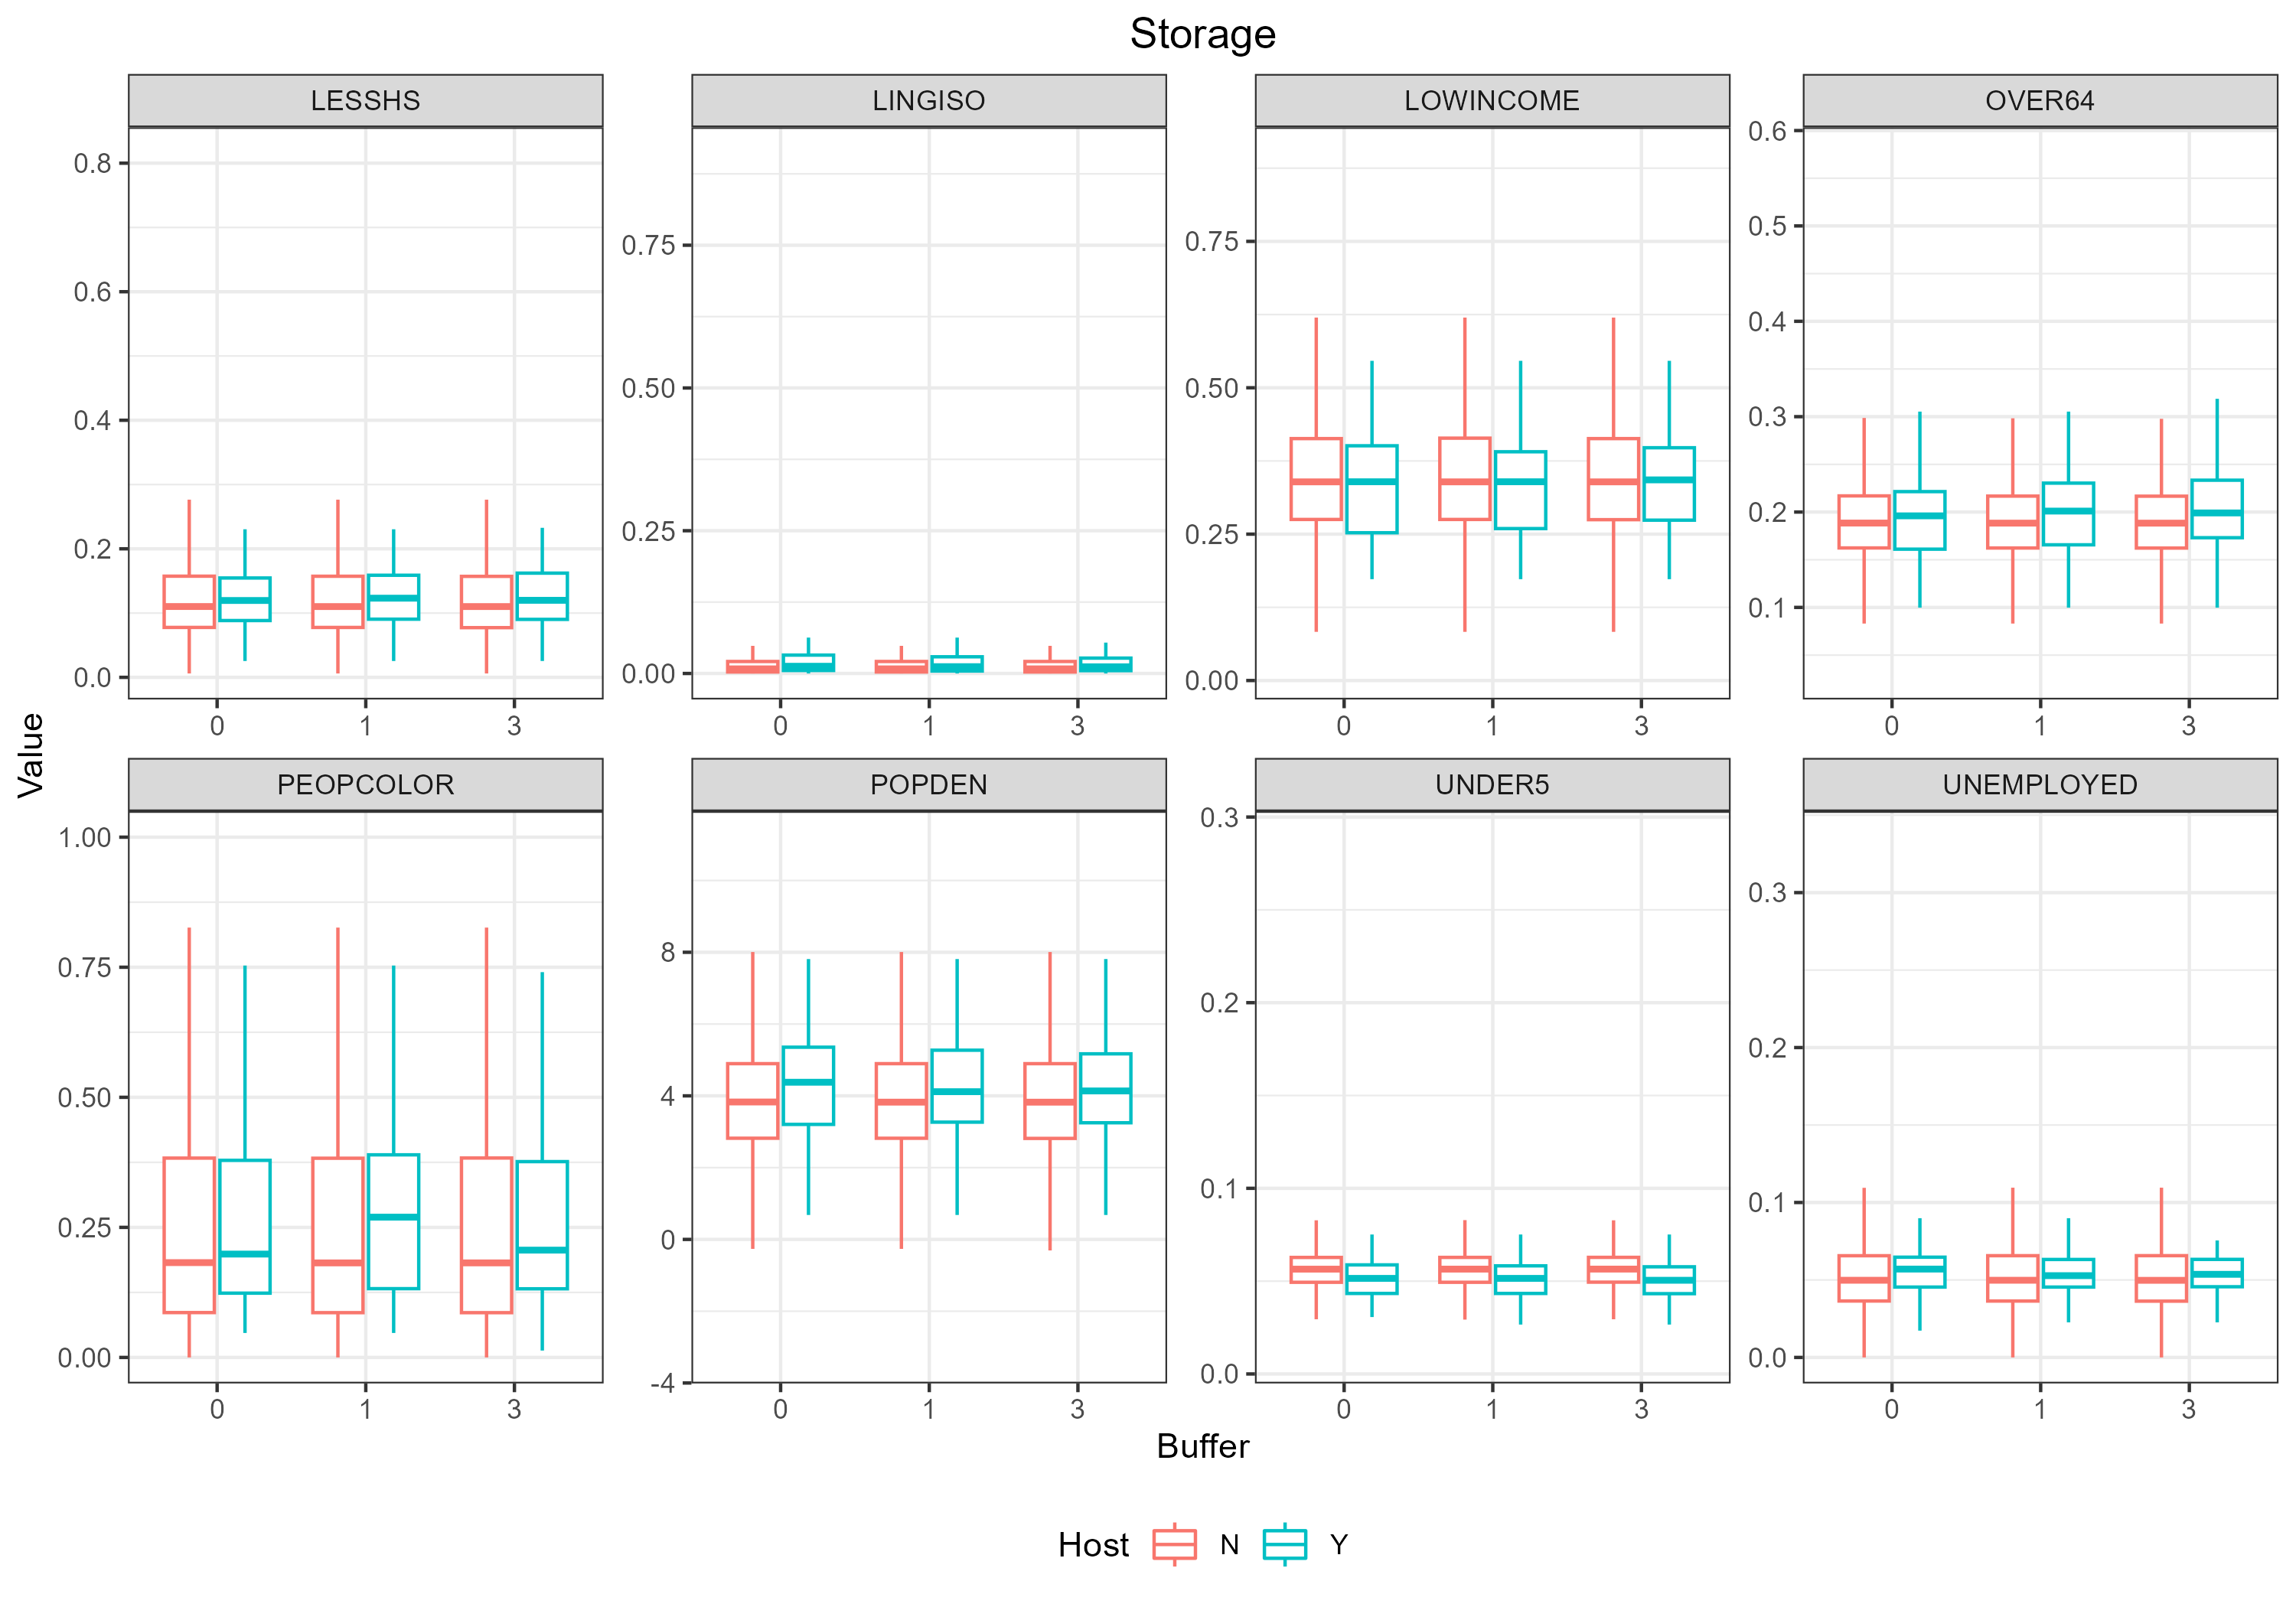 Storage
LESSHS LINGISO LOWINCOME OVER64
0.8 0.6 0.4 0.2 0.0
0.75 0.50 0.25 0.00
0.75 0.50 0.25 0.00
0.6 0.5 0.4 0.3 0.2 0.1
0 1 3 0 1 3 0 1 3 0 1 3
Value
PEOPCOLOR POPDEN UNDER5 UNEMPLOYED
1.00 0.75 0.50 0.25 0.00
8 4 0 -4
0.3 0.2 0.1 0.0
0.3 0.2 0.1 0.0
0 1 3 0 1 3 0 1 3 0 1 3
Buffer
Host N Y